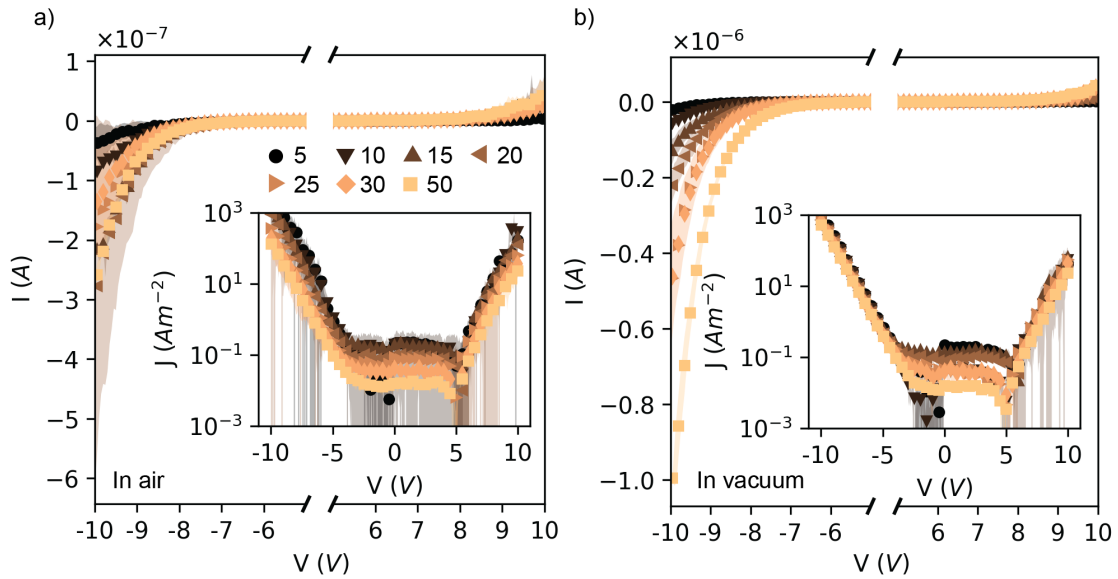 a)
×10⁻⁷
1
0
-1
-2
-3
-4
-5
-6
I (A)
5 10 15 20
25 30 50
10³
10¹
10⁻¹
10⁻³
J (Am⁻²)
-10 -5 0 5 10
V (V)
In air
-10 -9 -8 -7 -6 6 7 8 9 10
V (V)
b)
×10⁻⁶
0.0
-0.2
-0.4
-0.6
-0.8
-1.0
I (A)
10³
10¹
10⁻¹
10⁻³
J (Am⁻²)
-10 -5 0 5 10
V (V)
In vacuum
-10 -9 -8 -7 -6 6 7 8 9 10
V (V)